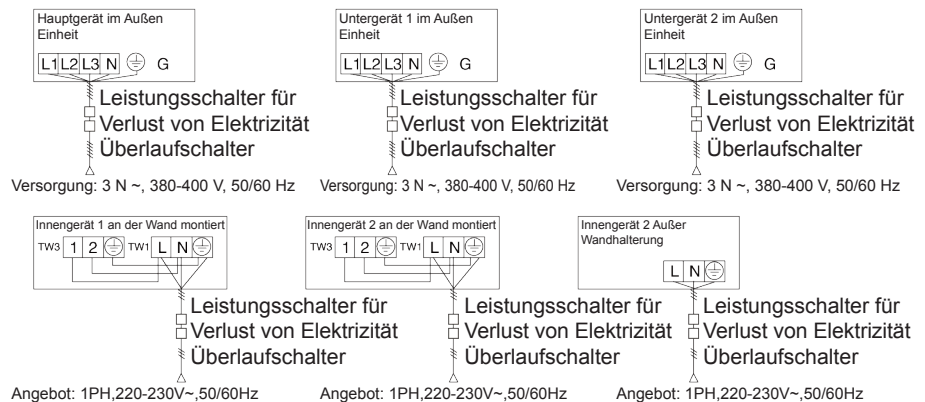 Hauptgerät im Außen
Einheit
L1 L2 L3 N G
Leistungsschalter für
Verlust von Elektrizität
Überlaufschalter
Versorgung: 3 N ~, 380-400 V, 50/60 Hz
Untergerät 1 im Außen
Einheit
L1 L2 L3 N G
Leistungsschalter für
Verlust von Elektrizität
Überlaufschalter
Versorgung: 3 N ~, 380-400 V, 50/60 Hz
Untergerät 2 im Außen
Einheit
L1 L2 L3 N G
Leistungsschalter für
Verlust von Elektrizität
Überlaufschalter
Versorgung: 3 N ~, 380-400 V, 50/60 Hz
Innengerät 1 an der Wand montiert
TW3 1 2 TW1 L N
Leistungsschalter für
Verlust von Elektrizität
Überlaufschalter
Angebot: 1PH,220-230V~,50/60Hz
Innengerät 2 an der Wand montiert
TW3 1 2 TW1 L N
Leistungsschalter für
Verlust von Elektrizität
Überlaufschalter
Angebot: 1PH,220-230V~,50/60Hz
Innengerät 2 Außer
Wandhalterung
L N
Leistungsschalter für
Verlust von Elektrizität
Überlaufschalter
Angebot: 1PH,220-230V~,50/60Hz